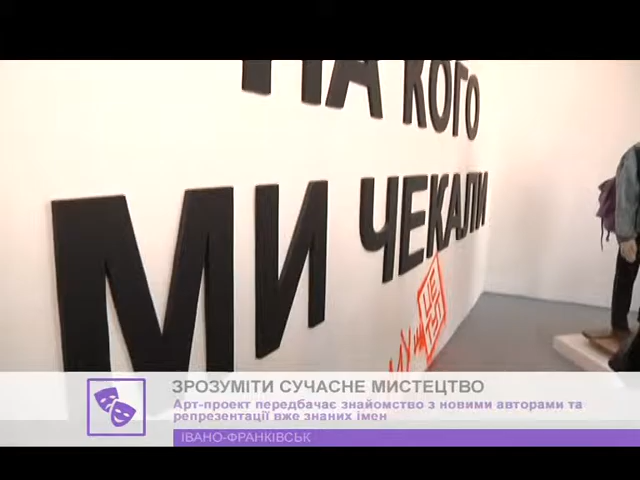 НА КОГО
МИ ЧЕКАЛИ
ЗРОЗУМІТИ СУЧАСНЕ МИСТЕЦТВО
Арт-проект передбачає знайомство з новими авторами та
репрезентації вже знаних імен
ІВАНО-ФРАНКІВСЬК